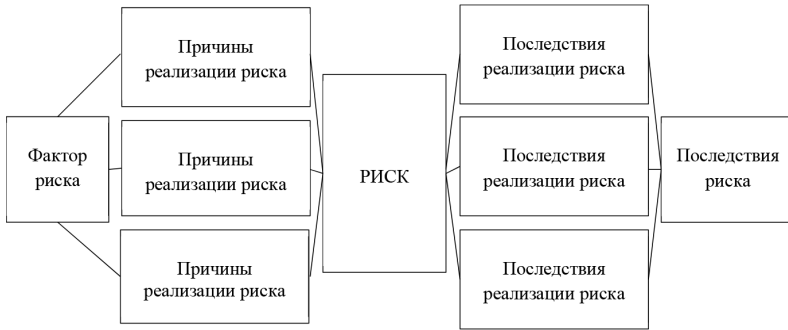 Причины
реализации риска
Причины
реализации риска
Причины
реализации риска
Фактор
риска
РИСК
Последствия
реализации риска
Последствия
реализации риска
Последствия
реализации риска
Последствия
риска